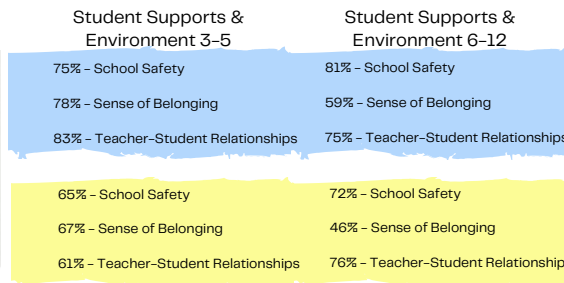 Student Supports &
Environment 3-5
75% - School Safety
78% - Sense of Belonging
83% - Teacher-Student Relationships
65% - School Safety
67% - Sense of Belonging
61% - Teacher-Student Relationships
Student Supports &
Environment 6-12
81% - School Safety
59% - Sense of Belonging
75% - Teacher-Student Relationships
72% - School Safety
46% - Sense of Belonging
76% - Teacher-Student Relationship